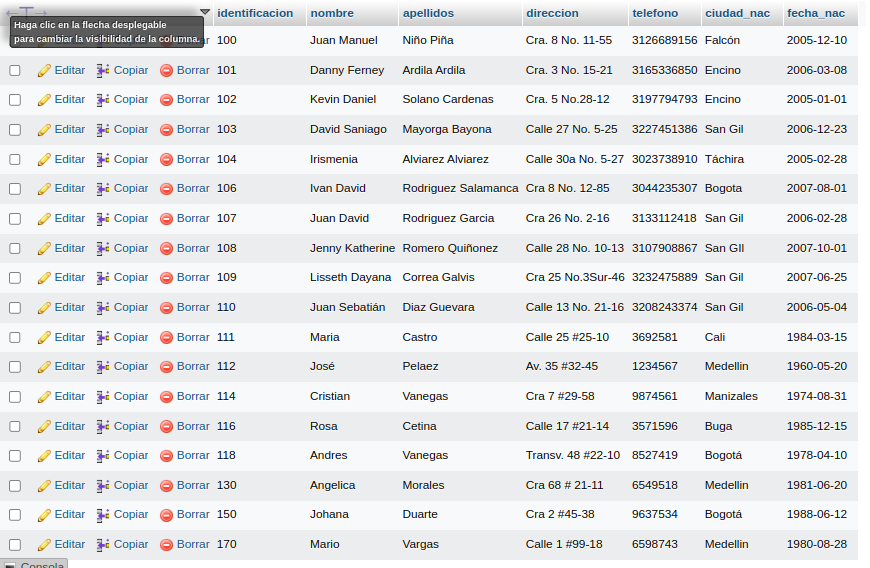 identificacion nombre apellidos direccion telefono ciudad_nac fecha_nac
Haga clic en la flecha desplegable
para cambiar la visibilidad de la columna.
100 Juan Manuel Niño Piña Cra. 8 No. 11-55 3126689156 Falcón 2005-12-10
Editar Copiar Borrar 101 Danny Ferney Ardila Ardila Cra. 3 No. 15-21 3165336850 Encino 2006-03-08
Editar Copiar Borrar 102 Kevin Daniel Solano Cardenas Cra. 5 No.28-12 3197794793 Encino 2005-01-01
Editar Copiar Borrar 103 David Saniago Mayorga Bayona Calle 27 No. 5-25 3227451386 San Gil 2006-12-23
Editar Copiar Borrar 104 Irismenia Alviarez Alviarez Calle 30a No. 5-27 3023738910 Táchira 2005-02-28
Editar Copiar Borrar 106 Ivan David Rodriguez Salamanca Cra 8 No. 12-85 3044235307 Bogota 2007-08-01
Editar Copiar Borrar 107 Juan David Rodriguez Garcia Cra 26 No. 2-16 3133112418 San Gil 2006-02-28
Editar Copiar Borrar 108 Jenny Katherine Romero Quiñonez Calle 28 No. 10-13 3107908867 San GIl 2007-10-01
Editar Copiar Borrar 109 Lisseth Dayana Correa Galvis Cra 25 No.3Sur-46 3232475889 San Gil 2007-06-25
Editar Copiar Borrar 110 Juan Sebatián Diaz Guevara Calle 13 No. 21-16 3208243374 San Gil 2006-05-04
Editar Copiar Borrar 111 Maria Castro Calle 25 #25-10 3692581 Cali 1984-03-15
Editar Copiar Borrar 112 José Pelaez Av. 35 #32-45 1234567 Medellin 1960-05-20
Editar Copiar Borrar 114 Cristian Vanegas Cra 7 #29-58 9874561 Manizales 1974-08-31
Editar Copiar Borrar 116 Rosa Cetina Calle 17 #21-14 3571596 Buga 1985-12-15
Editar Copiar Borrar 118 Andres Vanegas Transv. 48 #22-10 8527419 Bogotá 1978-04-10
Editar Copiar Borrar 130 Angelica Morales Cra 68 # 21-11 6549518 Medellin 1981-06-20
Editar Copiar Borrar 150 Johana Duarte Cra 2 #45-38 9637534 Bogotá 1988-06-12
Editar Copiar Borrar 170 Mario Vargas Calle 1 #99-18 6598743 Medellin 1980-08-28
Consola